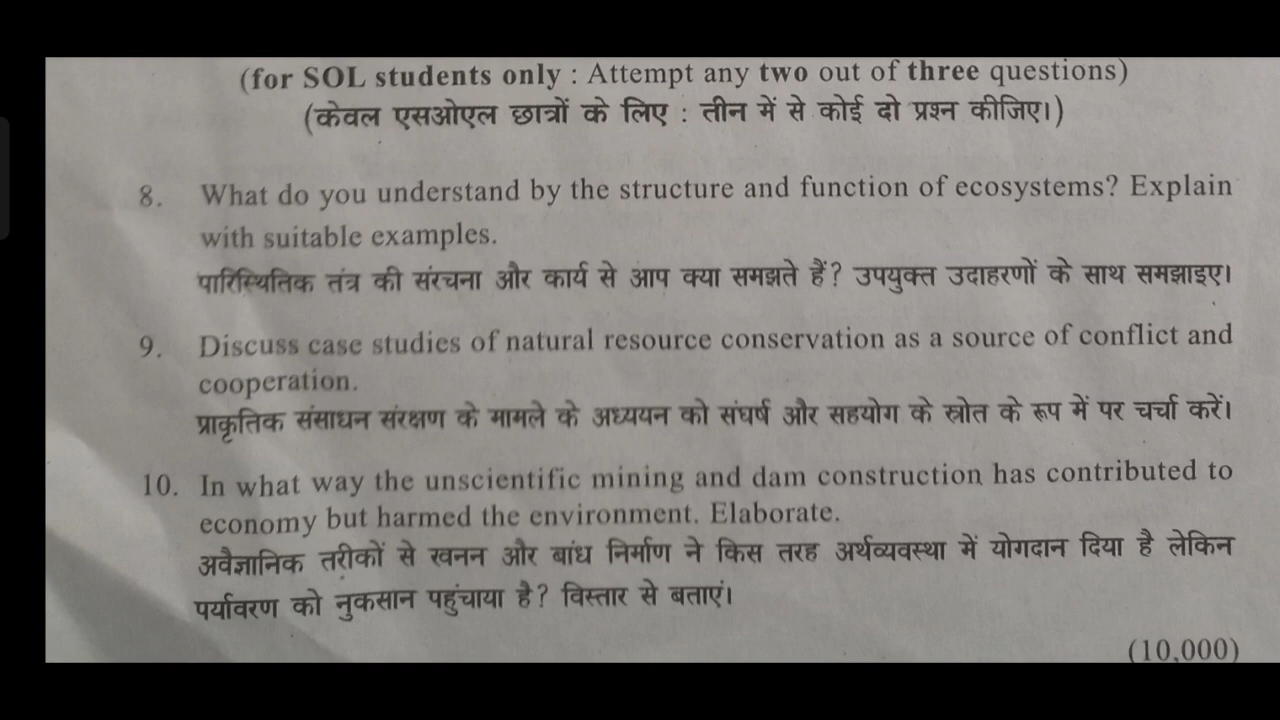 (for SOL students only : Attempt any two out of three questions)
(केवल एसओएल छात्रों के लिए : तीन में से कोई दो प्रश्न कीजिए।)
8. What do you understand by the structure and function of ecosystems? Explain
with suitable examples.
पारिस्थितिक तंत्र की संरचना और कार्य से आप क्या समझते हैं? उपयुक्त उदाहरणों के साथ समझाइए।
9. Discuss case studies of natural resource conservation as a source of conflict and
cooperation.
प्राकृतिक संसाधन संरक्षण के मामले के अध्ययन को संघर्ष और सहयोग के स्रोत के रूप में पर चर्चा करें।
10. In what way the unscientific mining and dam construction has contributed to
economy but harmed the environment. Elaborate.
अवैज्ञानिक तरीकों से खनन और बांध निर्माण ने किस तरह अर्थव्यवस्था में योगदान दिया है लेकिन
पर्यावरण को नुकसान पहुंचाया है? विस्तार से बताएं।
(10,000)